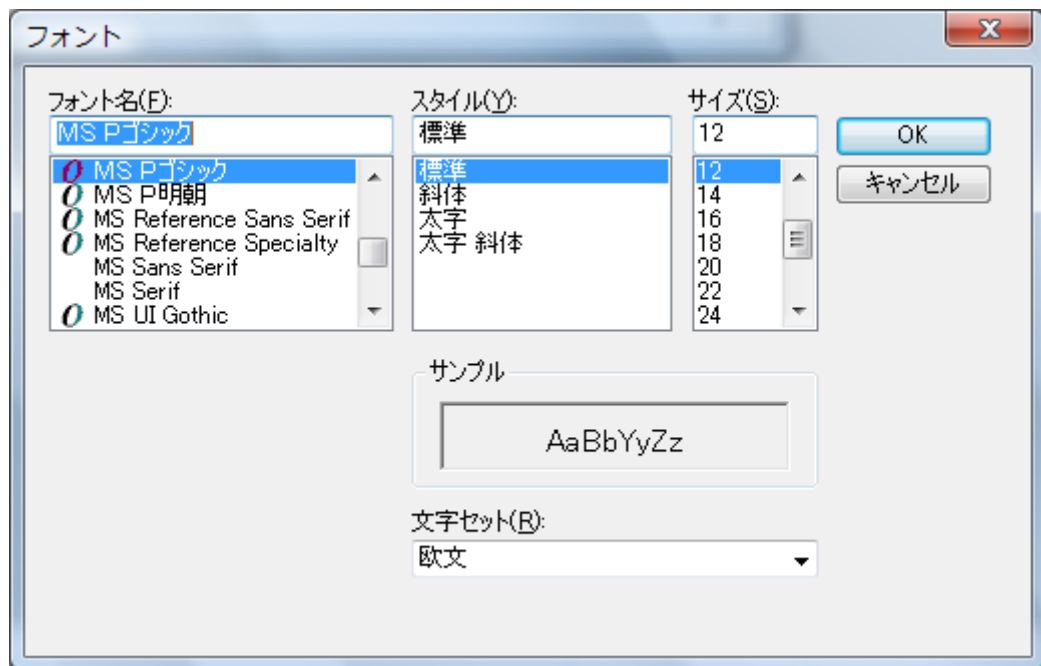 フォント
フォント名(F):
MS Pゴシック
MS Pゴシック
MS P明朝
MS Reference Sans Serif
MS Reference Specialty
MS Sans Serif
MS Serif
MS UI Gothic
スタイル(Y):
標準
標準
斜体
太字
太字 斜体
サイズ(S):
12
12
14
16
18
20
22
24
OK
キャンセル
サンプル
AaBbYyZz
文字セット(R):
欧文